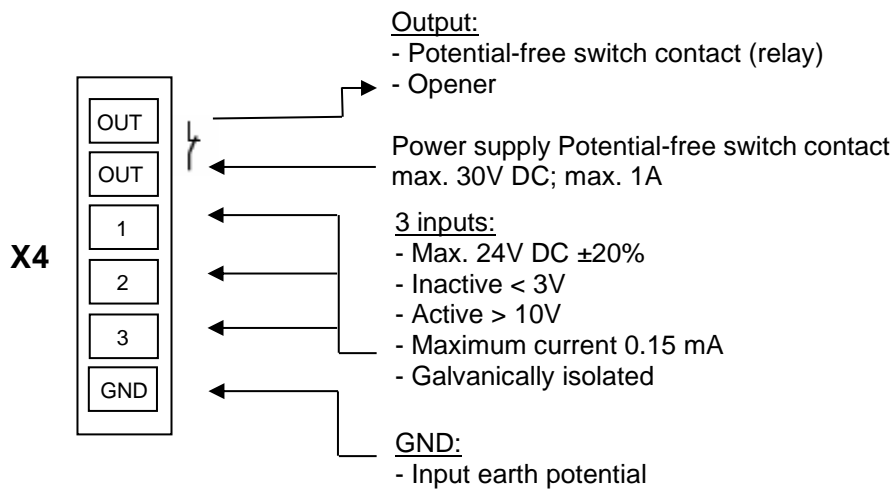 Output:
- Potential-free switch contact (relay)
- Opener
OUT
OUT
1
2
3
GND
X4
Power supply Potential-free switch contact
max. 30V DC; max. 1A
3 inputs:
- Max. 24V DC ±20%
- Inactive < 3V
- Active > 10V
- Maximum current 0.15 mA
- Galvanically isolated
GND:
- Input earth potential